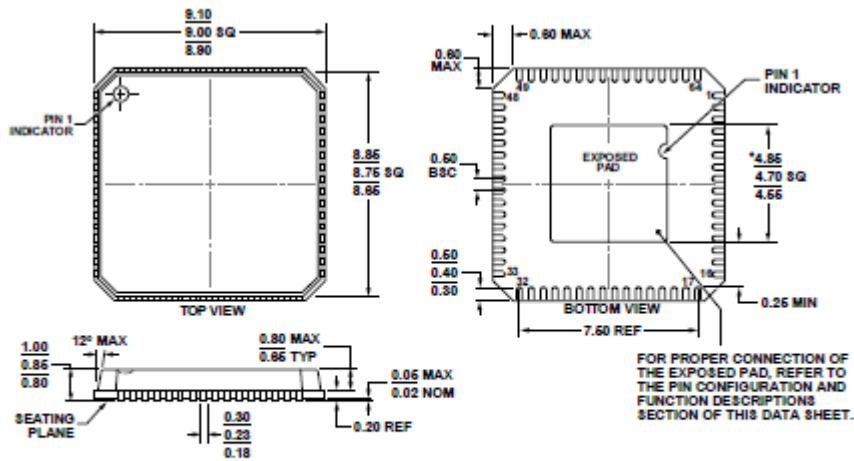 9.10
9.00 SQ
8.90
0.60 MAX
0.60
MAX
PIN 1
INDICATOR
49
64
48
1
PIN 1
INDICATOR
8.85
8.75 SQ
8.65
0.50
BSC
EXPOSED
PAD
*4.85
4.70 SQ
4.55
0.50
0.40
0.30
33
32
17
16
TOP VIEW
BOTTOM VIEW
0.25 MIN
7.50 REF
1.00
0.85
0.80
12° MAX
0.80 MAX
0.65 TYP
0.05 MAX
0.02 NOM
SEATING
PLANE
0.30
0.23
0.18
0.20 REF
FOR PROPER CONNECTION OF
THE EXPOSED PAD, REFER TO
THE PIN CONFIGURATION AND
FUNCTION DESCRIPTIONS
SECTION OF THIS DATA SHEET.